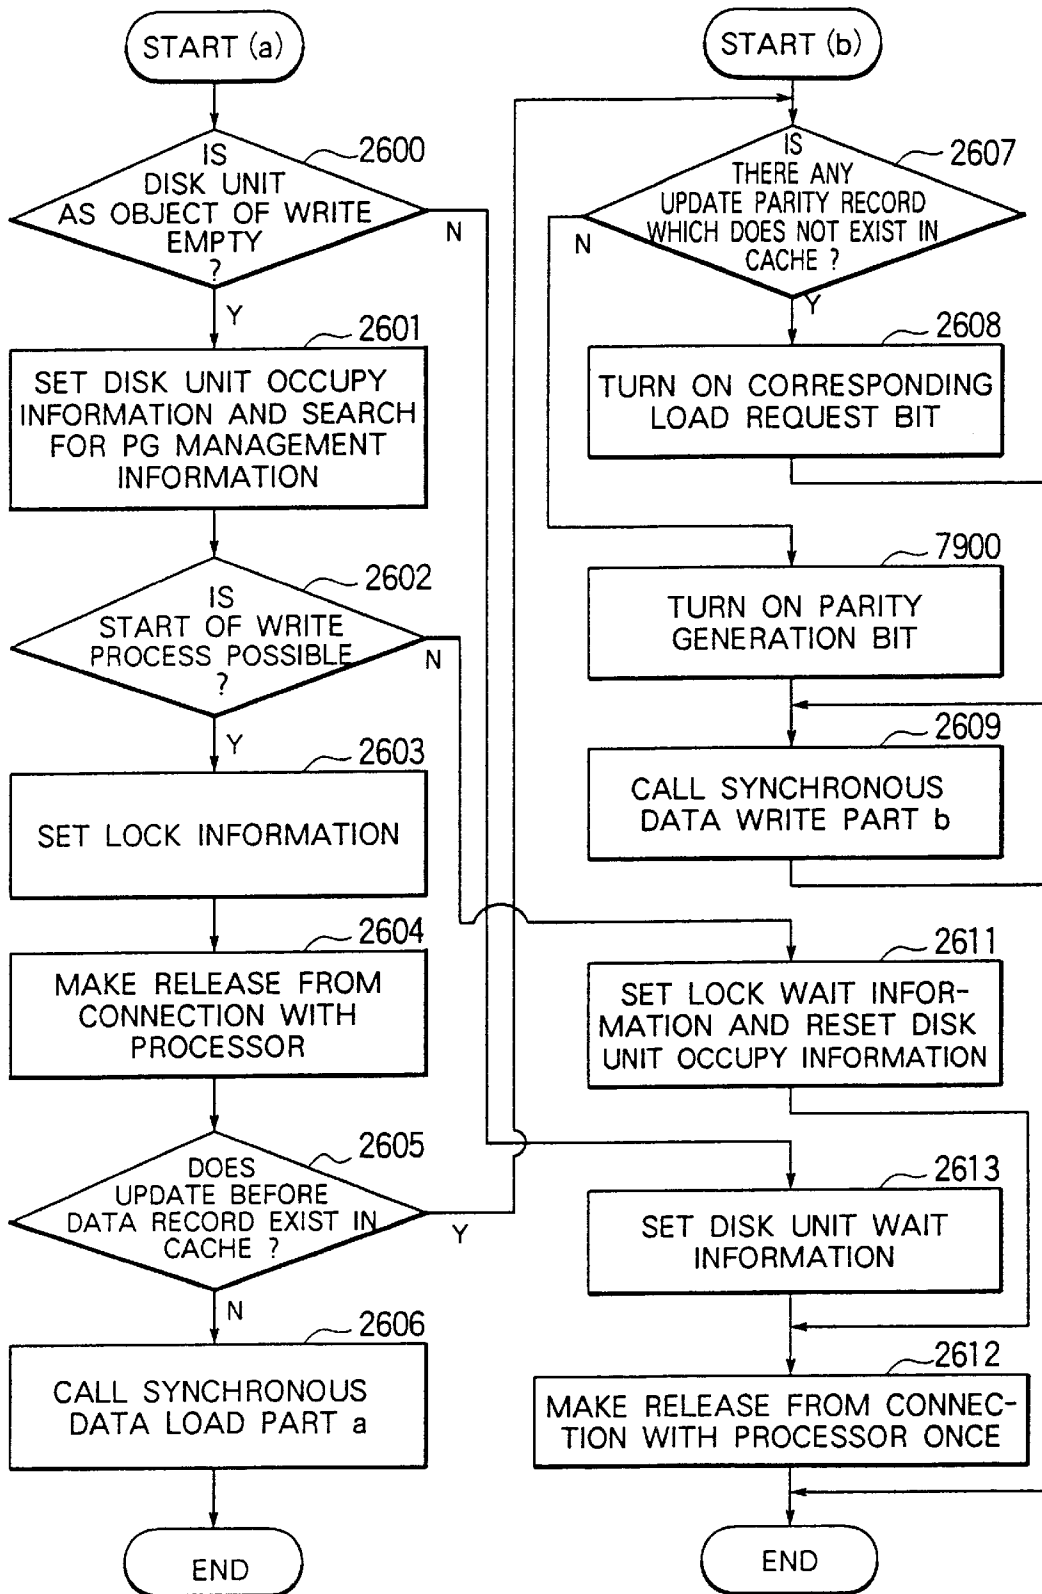 START (a)
2600
IS
DISK UNIT
AS OBJECT OF WRITE
EMPTY
?
N
Y
2601
SET DISK UNIT OCCUPY
INFORMATION AND SEARCH
FOR PG MANAGEMENT
INFORMATION
2602
IS
START OF WRITE
PROCESS POSSIBLE
?
N
Y
2603
SET LOCK INFORMATION
2604
MAKE RELEASE FROM
CONNECTION WITH
PROCESSOR
2605
DOES
UPDATE BEFORE
DATA RECORD EXIST IN
CACHE ?
Y
N
2606
CALL SYNCHRONOUS
DATA LOAD PART a
END
START (b)
2607
IS
THERE ANY
UPDATE PARITY RECORD
WHICH DOES NOT EXIST IN
CACHE ?
N
Y
2608
TURN ON CORRESPONDING
LOAD REQUEST BIT
7900
TURN ON PARITY
GENERATION BIT
2609
CALL SYNCHRONOUS
DATA WRITE PART b
2611
SET LOCK WAIT INFOR-
MATION AND RESET DISK
UNIT OCCUPY INFORMATION
2613
SET DISK UNIT WAIT
INFORMATION
2612
MAKE RELEASE FROM CONNEC-
TION WITH PROCESSOR ONCE
END